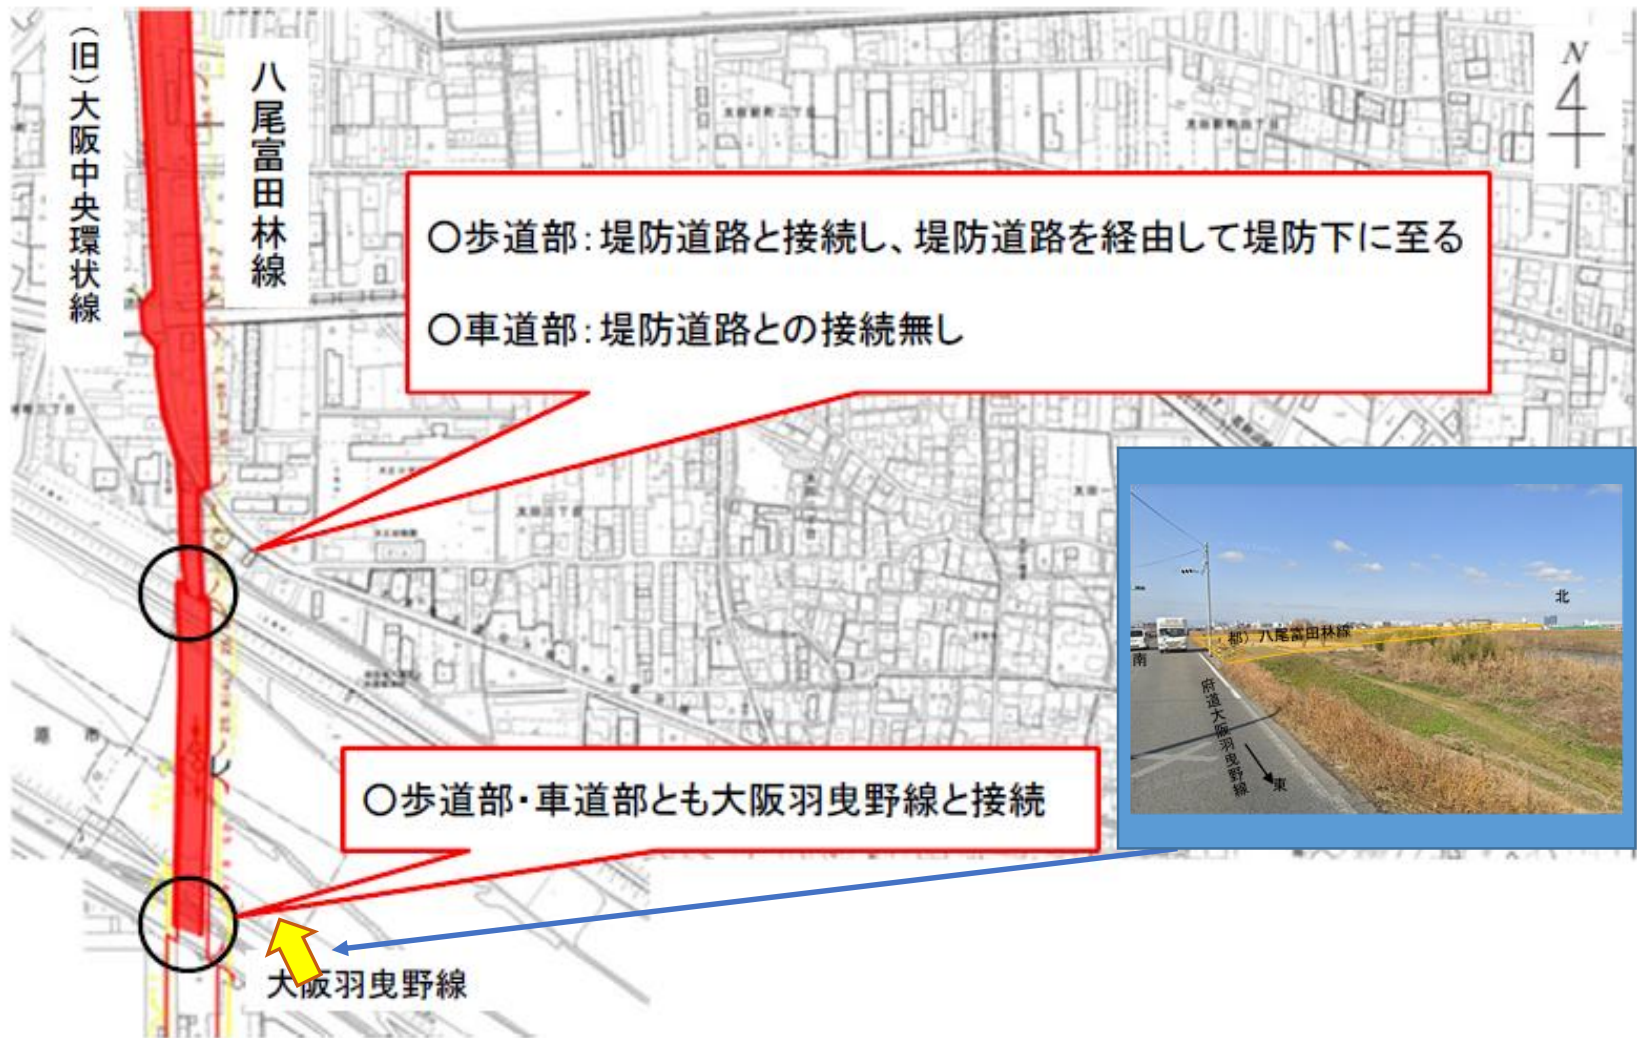 (旧)大阪中央環状線
八尾富田林線
N
〇歩道部:堤防道路と接続し、堤防道路を経由して堤防下に至る
〇車道部:堤防道路との接続無し
〇歩道部・車道部とも大阪羽曳野線と接続
大阪羽曳野線
北
都)八尾富田林線
南
府道大阪羽曳野線
東